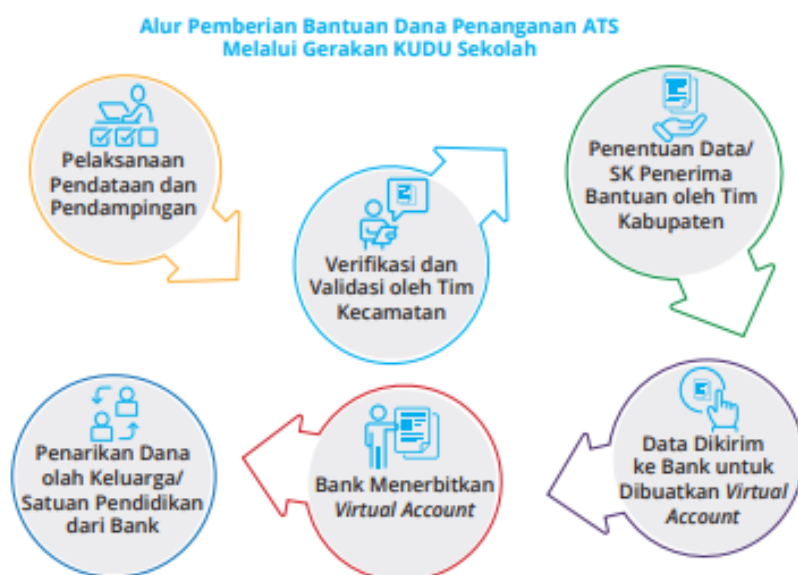 Alur Pemberian Bantuan Dana Penanganan ATS
Melalui Gerakan KUDU Sekolah
Pelaksanaan
Pendataan dan
Pendampingan
Verifikasi dan
Validasi oleh Tim
Kecamatan
Penentuan Data/
SK Penerima
Bantuan oleh Tim
Kabupaten
Data Dikirim
ke Bank untuk
Dibuatkan Virtual
Account
Bank Menerbitkan
Virtual Account
Penarikan Dana
olah Keluarga/
Satuan Pendidikan
dari Bank